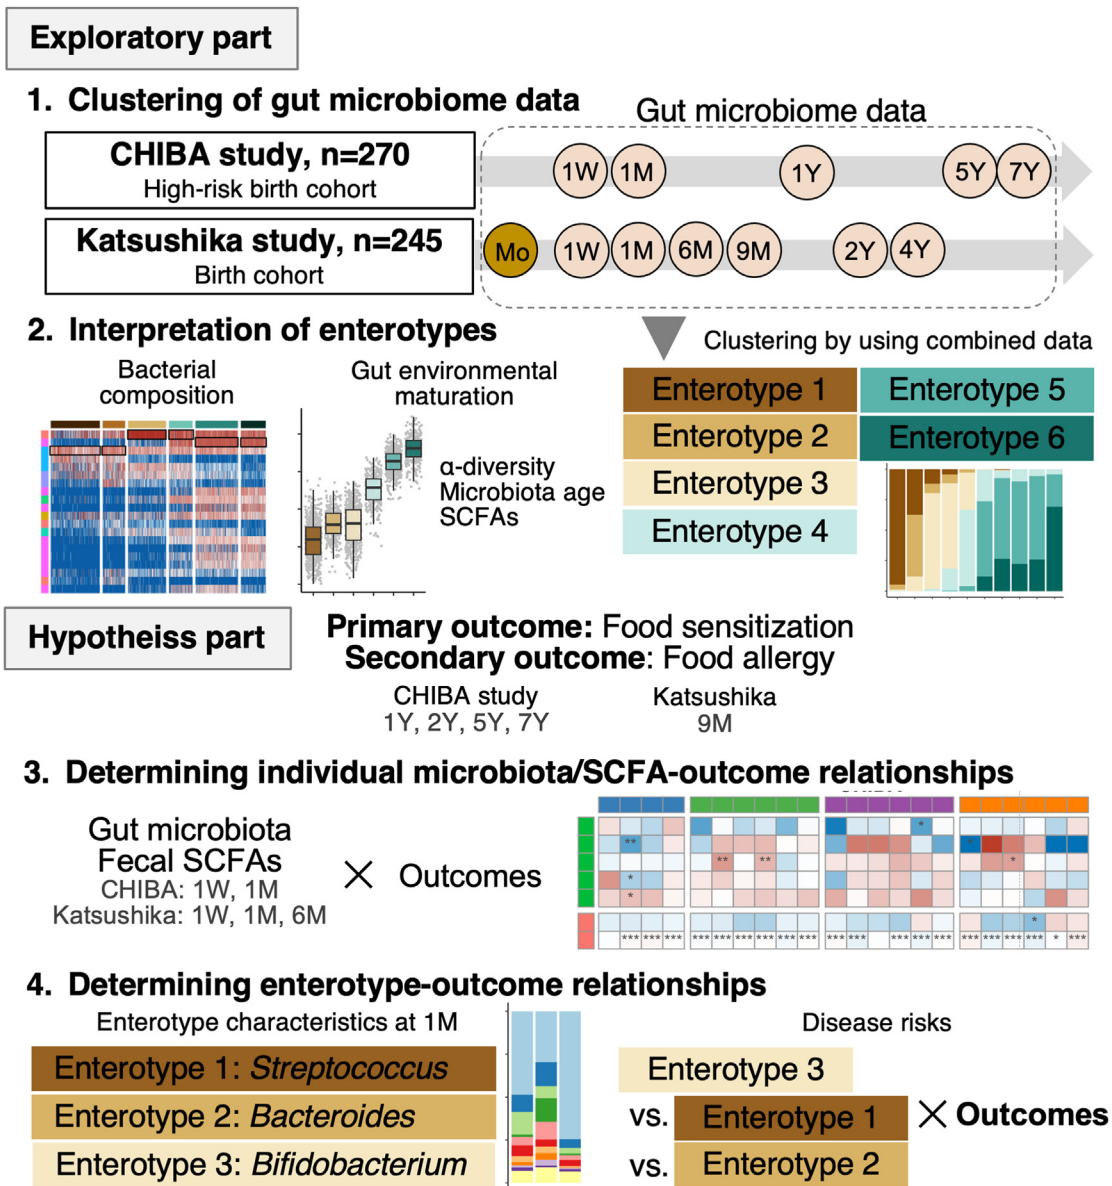 Exploratory part
1. Clustering of gut microbiome data
Gut microbiome data
CHIBA study, n=270
High-risk birth cohort
1W 1M 1Y 5Y 7Y
Katsushika study, n=245
Birth cohort
Mo 1W 1M 6M 9M 2Y 4Y
2. Interpretation of enterotypes
Clustering by using combined data
Bacterial
composition
Gut environmental
maturation
α-diversity
Microbiota age
SCFAs
Enterotype 1
Enterotype 2
Enterotype 3
Enterotype 4
Enterotype 5
Enterotype 6
Hypotheiss part
Primary outcome: Food sensitization
Secondary outcome: Food allergy
CHIBA study
1Y, 2Y, 5Y, 7Y
Katsushika
9M
3. Determining individual microbiota/SCFA-outcome relationships
Gut microbiota
Fecal SCFAs
CHIBA: 1W, 1M
Katsushika: 1W, 1M, 6M
× Outcomes
*
** * **
** ** *
*
*
*
*** *** *** *** *** *** *** *** *** *** *** *** *** *** *** *** *** *** * ***
4. Determining enterotype-outcome relationships
Enterotype characteristics at 1M
Enterotype 1: Streptococcus
Enterotype 2: Bacteroides
Enterotype 3: Bifidobacterium
Disease risks
Enterotype 3
vs. Enterotype 1
vs. Enterotype 2
× Outcomes